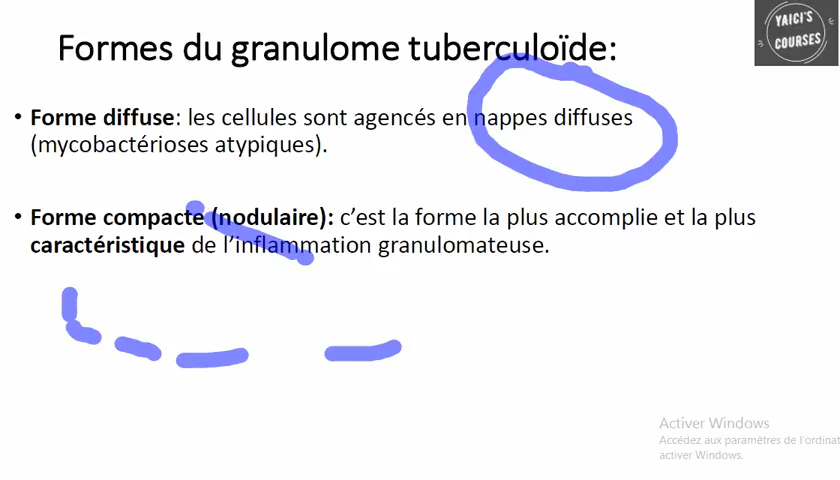 YAICI'S
COURSES
Formes du granulome tuberculoïde:
• Forme diffuse: les cellules sont agencés en nappes diffuses
(mycobactérioses atypiques).
• Forme compacte (nodulaire): c'est la forme la plus accomplie et la plus
caractéristique de l'inflammation granulomateuse.
Activer Windows
Accédez aux paramètres de l'ordinat
activer Windows.